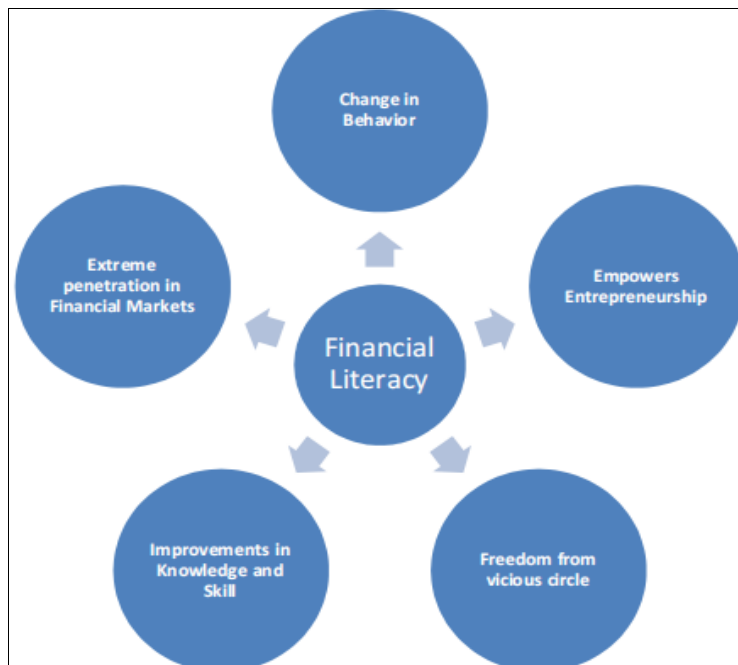 Change in
Behavior
Extreme
penetration in
Financial Markets
Empowers
Entrepreneurship
Financial
Literacy
Improvements in
Knowledge and
Skill
Freedom from
vicious circle